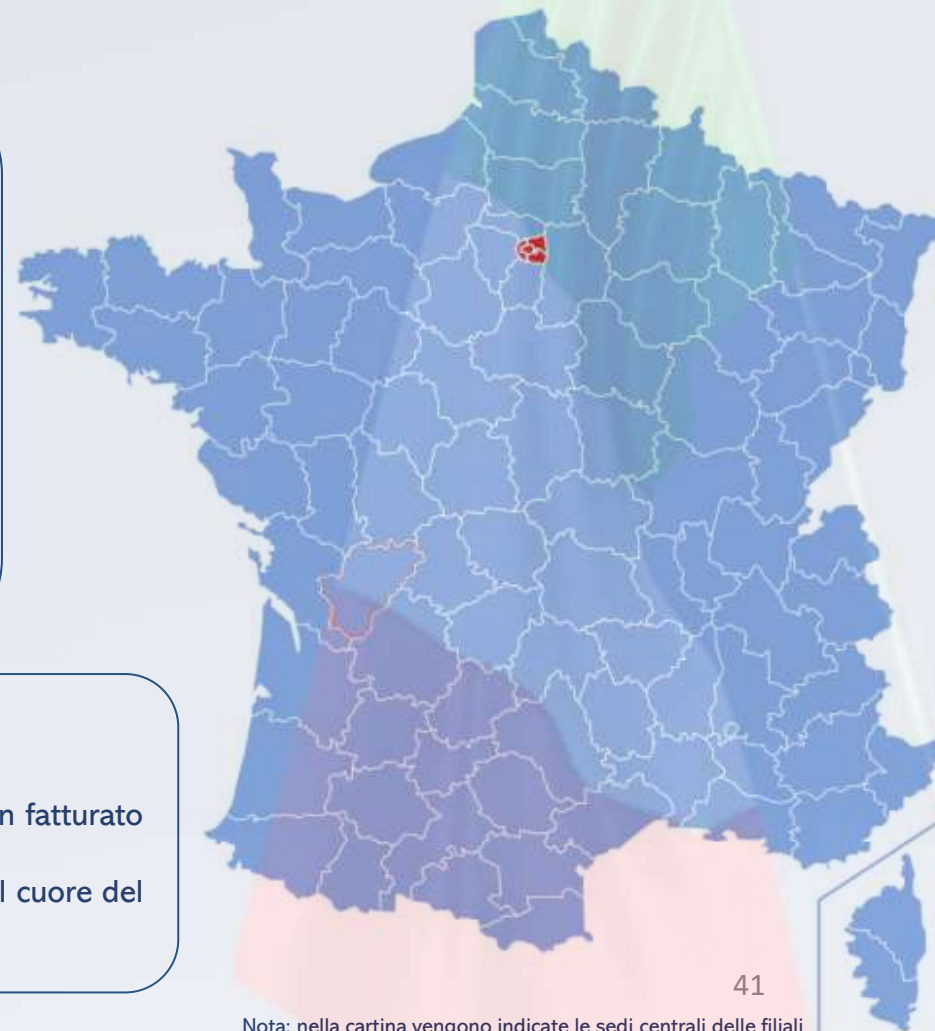 n fatturato
l cuore del
41
Nota: nella cartina vengono indicate le sedi centrali delle filiali